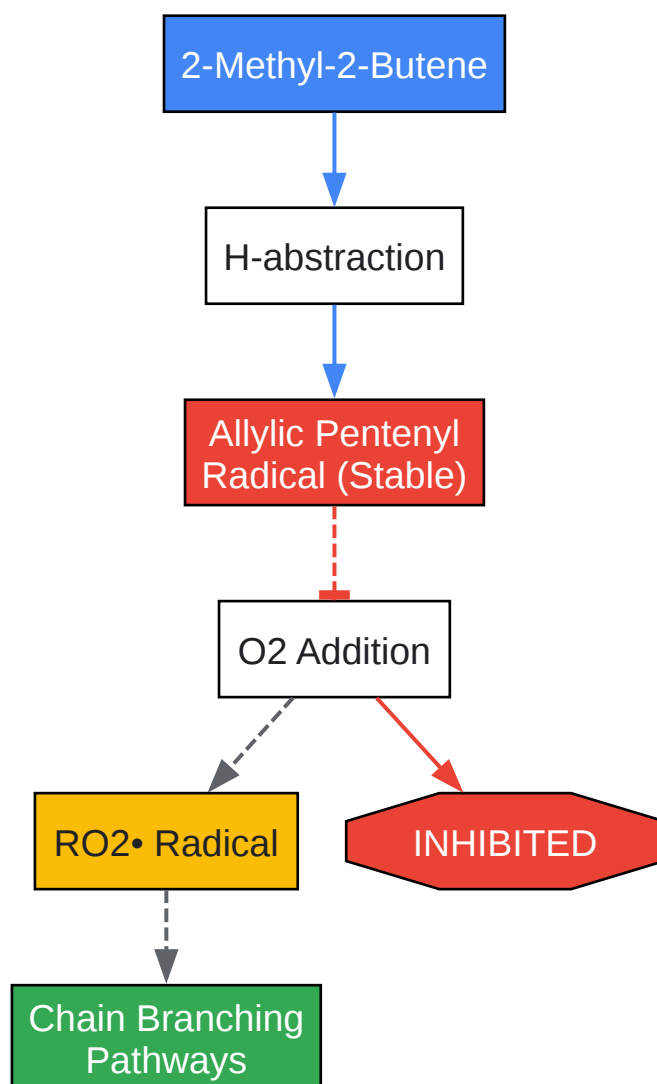 2-Methyl-2-Butene
H-abstraction
Allylic Pentenyl
Radical (Stable)
O2 Addition
RO2• Radical
INHIBITED
Chain Branching
Pathways